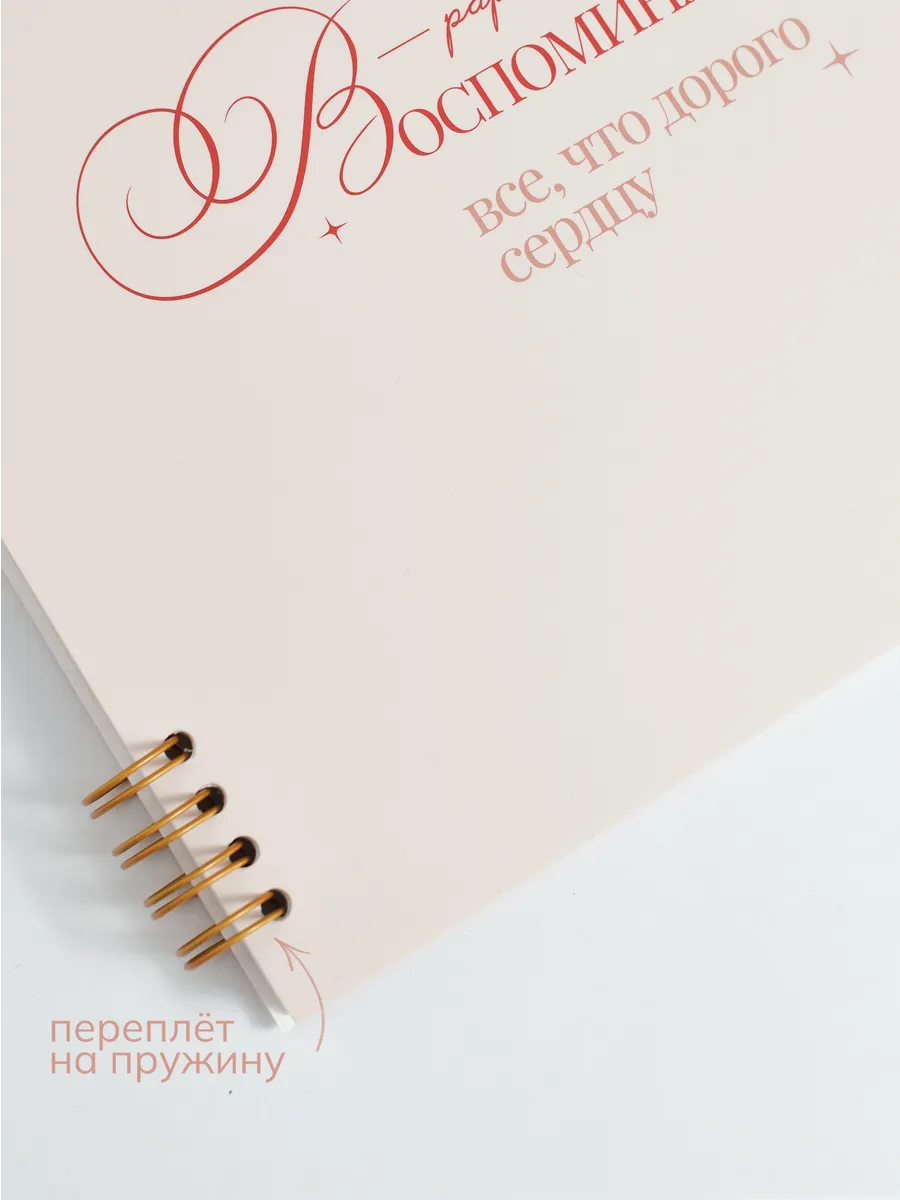 Воспомин
все, что дорого
сердцу
переплёт
на пружину